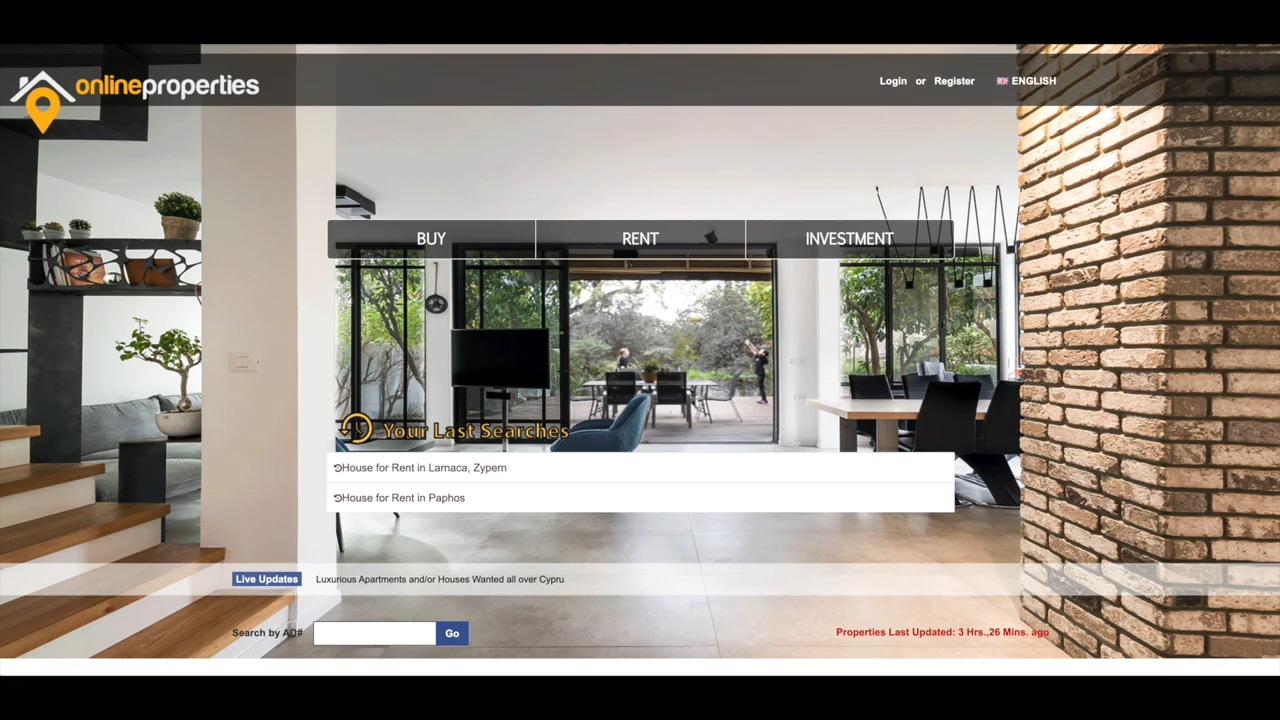 onlineproperties
Login or Register
ENGLISH
BUY
RENT
INVESTMENT
Your Last Searches
House for Rent in Larnaca, Zypern
House for Rent in Paphos
Live Updates
Luxurious Apartments and/or Houses Wanted all over Cypru
Search by AD#
Go
Properties Last Updated: 3 Hrs.,26 Mins. ago